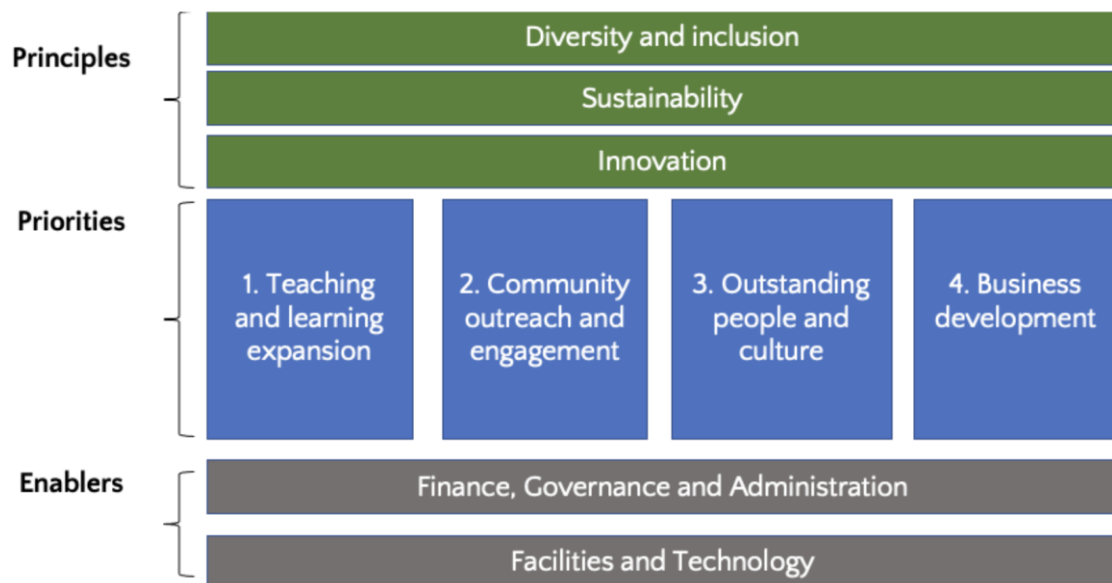 Principles
Diversity and inclusion
Sustainability
Innovation
Priorities
1. Teaching
and learning
expansion
2. Community
outreach and
engagement
3. Outstanding
people and
culture
4. Business
development
Enablers
Finance, Governance and Administration
Facilities and Technology